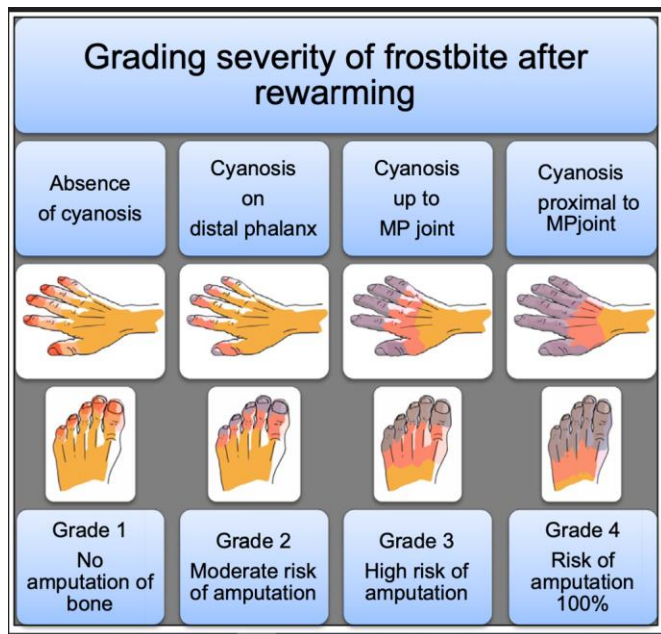 Grading severity of frostbite after
rewarming
Absence
of cyanosis
Cyanosis
on
distal phalanx
Cyanosis
up to
MP joint
Cyanosis
proximal to
MPjoint
Grade 1
No
amputation of
bone
Grade 2
Moderate risk
of amputation
Grade 3
High risk of
amputation
Grade 4
Risk of
amputation
100%